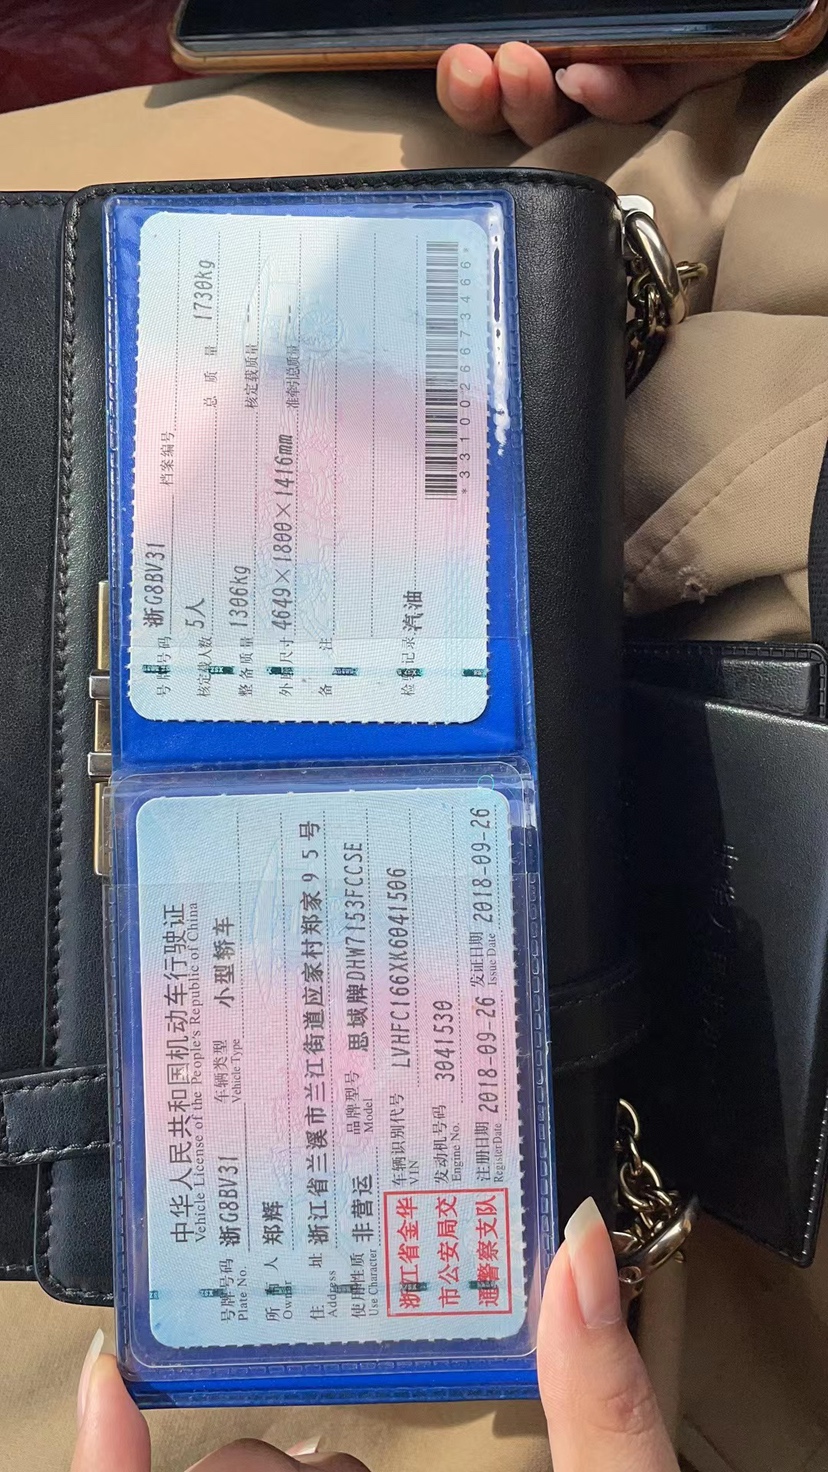 中华人民共和国机动车行驶证
Vehicle License of the People's Republic of China
号牌号码 浙G8BV31 车辆类型 小型轿车
Plate No. Vehicle Type
所有人 郑辉
Owner
住址 浙江省兰溪市兰江街道应家村郑家95号
Address
使用性质 非营运 品牌型号 思域牌DHW7153FCCSE
Use Character Model
浙江省金华
市公安局交
通警察支队
车辆识别代号 LVHFC166XK6041506
VIN
发动机号码 3041530
Engine No.
注册日期 2018-09-26 发证日期 2018-09-26
Register Date Issue Date
号牌号码 浙G8BV31 档案编号
核定载人数 5人 总质量 1730kg
整备质量 1306kg 核定载质量
外廓尺寸 4649×1800×1416mm 准牵引总质量
备注
检验记录 汽油
*3310026673466*